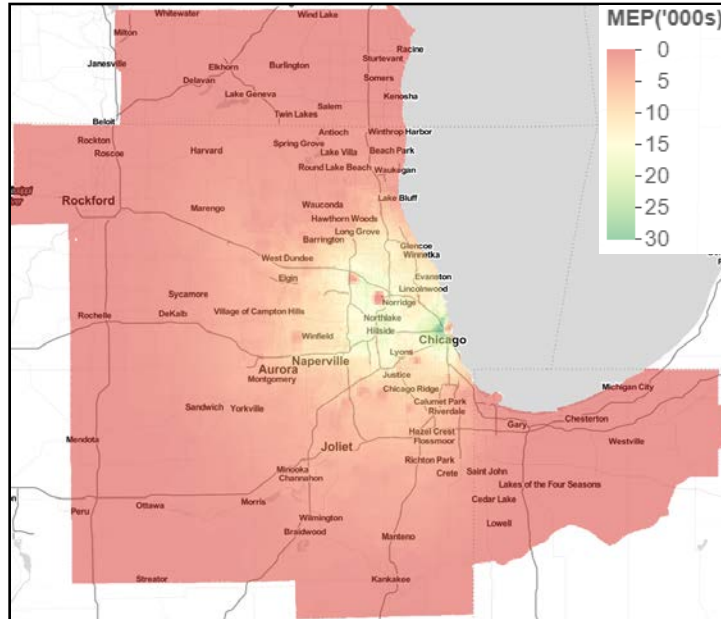 MEP('000s)
0
5
10
15
20
25
30
Whitewater
Wind Lake
Milton
Racine
Janesville
Elkhorn
Burlington
Sturtevant
Delavan
Somers
Lake Geneva
Kenosha
Salem
Twin Lakes
Beloit
Antioch
Winthrop Harbor
Rockton
Spring Grove
Roscoe
Harvard
Lake Villa
Beach Park
Round Lake Beach
Waukegan
Rockford
Marengo
Wauconda
Lake Bluff
Hawthorn Woods
Long Grove
Barrington
Glencoe
Winnetka
West Dundee
Elgin
Evanston
Lincolnwood
Sycamore
Norridge
Rochelle
DeKalb
Village of Campton Hills
Northlake
Winfield
Hillside
Chicago
Lyons
Naperville
Aurora
Justice
Montgomery
Chicago Ridge
Michigan City
Sandwich
Yorkville
Calumet Park
Riverdale
Chesterton
Gary
Mendota
Hazel Crest
Flossmoor
Westville
Joliet
Richton Park
Minooka
Channahon
Crete
Saint John
Lakes of the Four Seasons
Morris
Cedar Lake
Peru
Ottawa
Wilmington
Lowell
Braidwood
Manteno
Streator
Kankakee